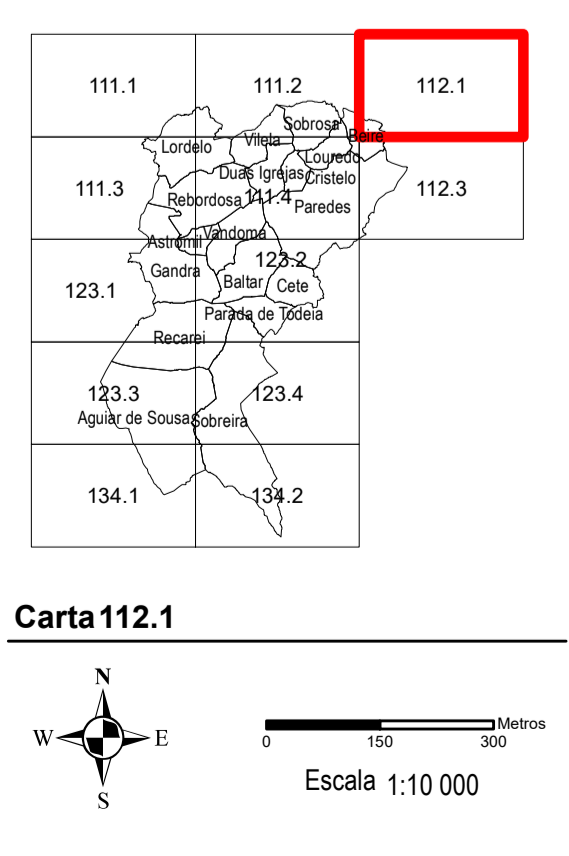 111.1
111.2
112.1
Sobrosa
Beire
Lordelo
Vilela
Louredo
Duas Igrejas
Cristelo
111.3
Rebordosa
111.4
Paredes
112.3
Astromil
Vandoma
Gandra
123.2
123.1
Baltar
Cete
Parada de Todeia
Recarei
123.3
123.4
Aguiar de Sousa
Sobreira
134.1
134.2
Carta 112.1
N
W
E
S
Metros
0
150
300
Escala 1:10 000